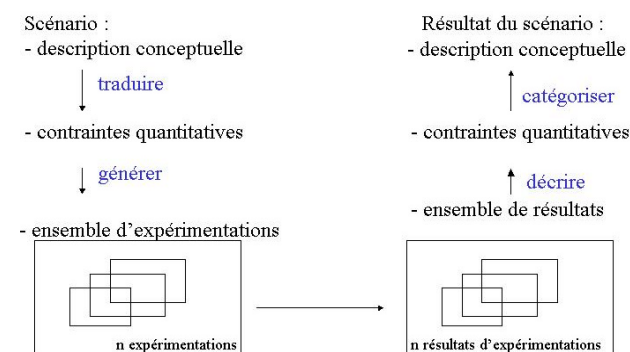 Scénario :
- description conceptuelle
traduire
- contraintes quantitatives
générer
- ensemble d'expérimentations
n expérimentations
Résultat du scénario :
- description conceptuelle
catégoriser
- contraintes quantitatives
décrire
- ensemble de résultats
n résultats d'expérimentations